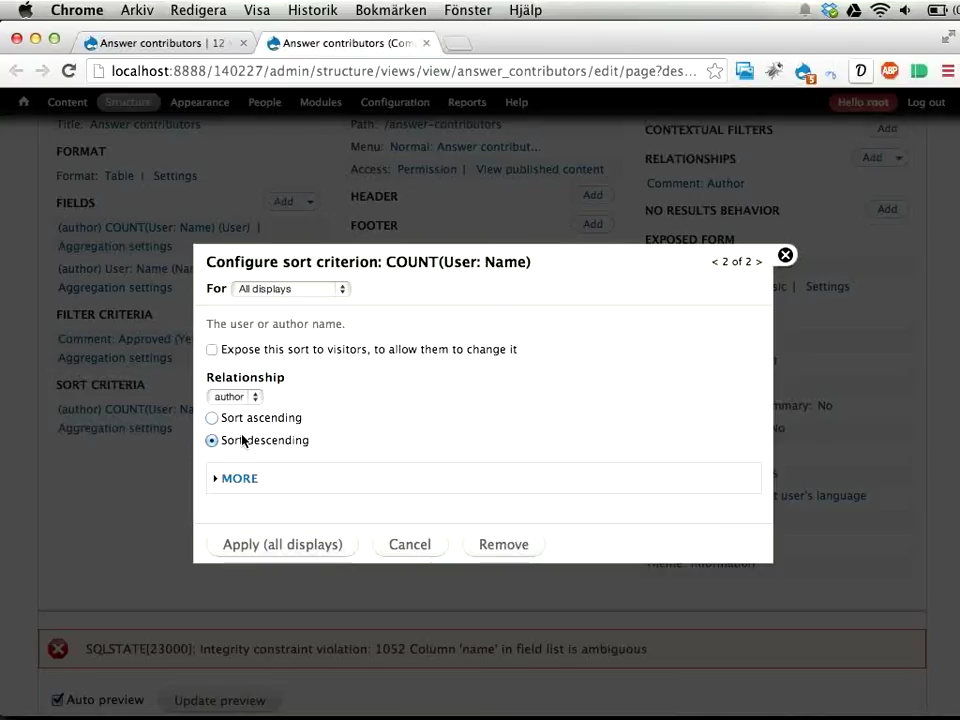 Chrome Arkiv Redigera Visa Historik Bokmärken Fönster Hjälp
Answer contributors | 12 × Answer contributors (Com ×
localhost:8888/140227/admin/structure/views/view/answer_contributors/edit/page?des...
D ABP 5
Content Structure Appearance People Modules Configuration Reports Help Hello root Log out
Title: Answer contributors
Path: /answer-contributors
CONTEXTUAL FILTERS Add
FORMAT
Menu: Normal: Answer contribut...
RELATIONSHIPS Add
Format: Table | Settings
Access: Permission | View published content
Comment: Author
FIELDS Add
HEADER Add
NO RESULTS BEHAVIOR Add
(author) COUNT(User: Name) (User) |
FOOTER Add
EXPOSED FORM
Aggregation settings
Configure sort criterion: COUNT(User: Name)
< 2 of 2 >
(author) User: Name (Nan
For All displays
sic | Settings
Aggregation settings
FILTER CRITERIA
The user or author name.
Comment: Approved (Ye
Expose this sort to visitors, to allow them to change it
Aggregation settings
SORT CRITERIA
Relationship
(author) COUNT(User: Na
author
mmary: No
Aggregation settings
Sort ascending
No
Sort descending
MORE
t user's language
Apply (all displays) Cancel Remove
Theme: Information
SQLSTATE[23000]: Integrity constraint violation: 1052 Column 'name' in field list is ambiguous
Auto preview Update preview